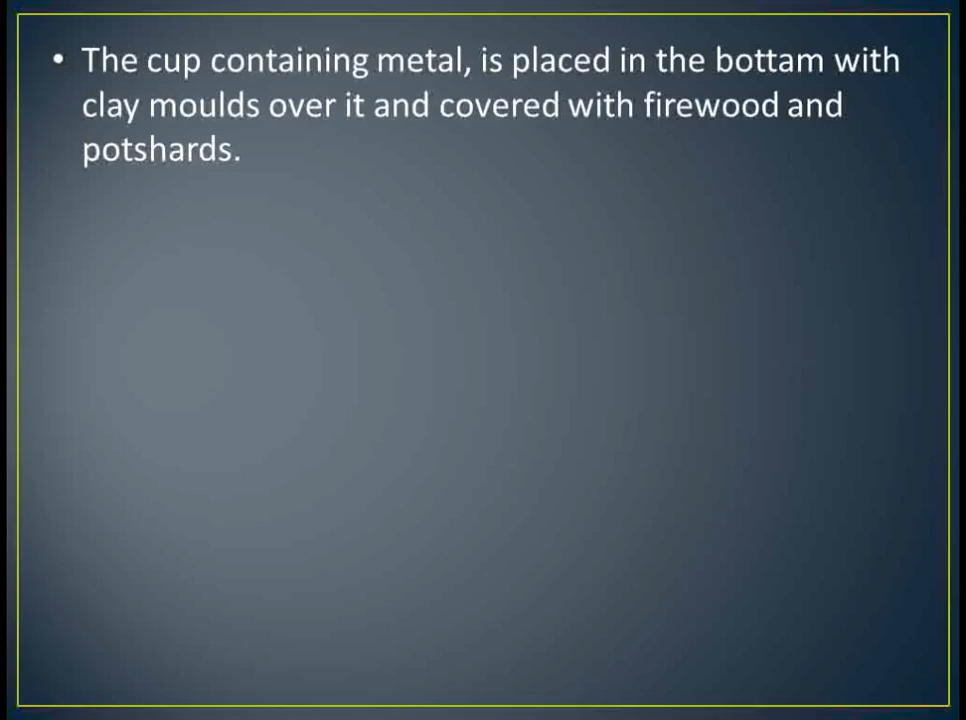 • The cup containing metal, is placed in the bottam with
clay moulds over it and covered with firewood and
potshards.